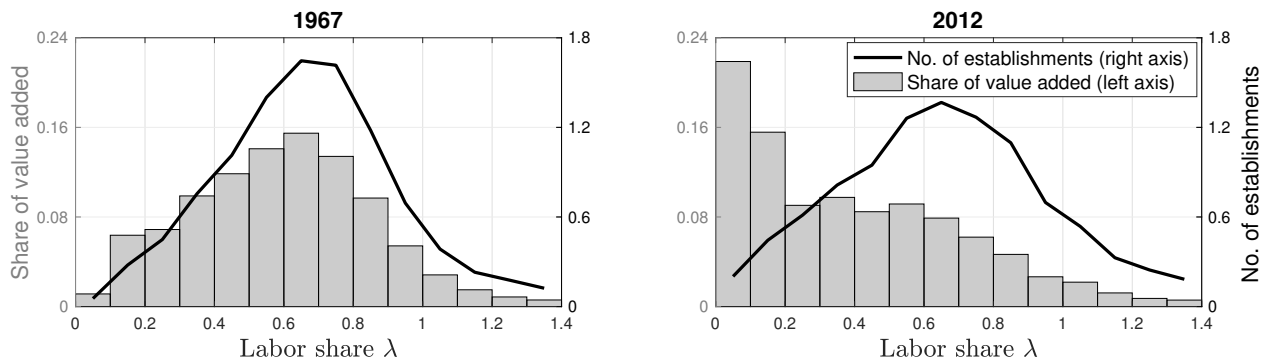 1967
0.24
0.16
0.08
0
1.8
1.2
0.6
0
Share of value added
0 0.2 0.4 0.6 0.8 1 1.2 1.4
Labor share λ
2012
0.24
0.16
0.08
0
No. of establishments (right axis)
Share of value added (left axis)
1.8
1.2
0.6
0
No. of establishments
0 0.2 0.4 0.6 0.8 1 1.2 1.4
Labor share λ